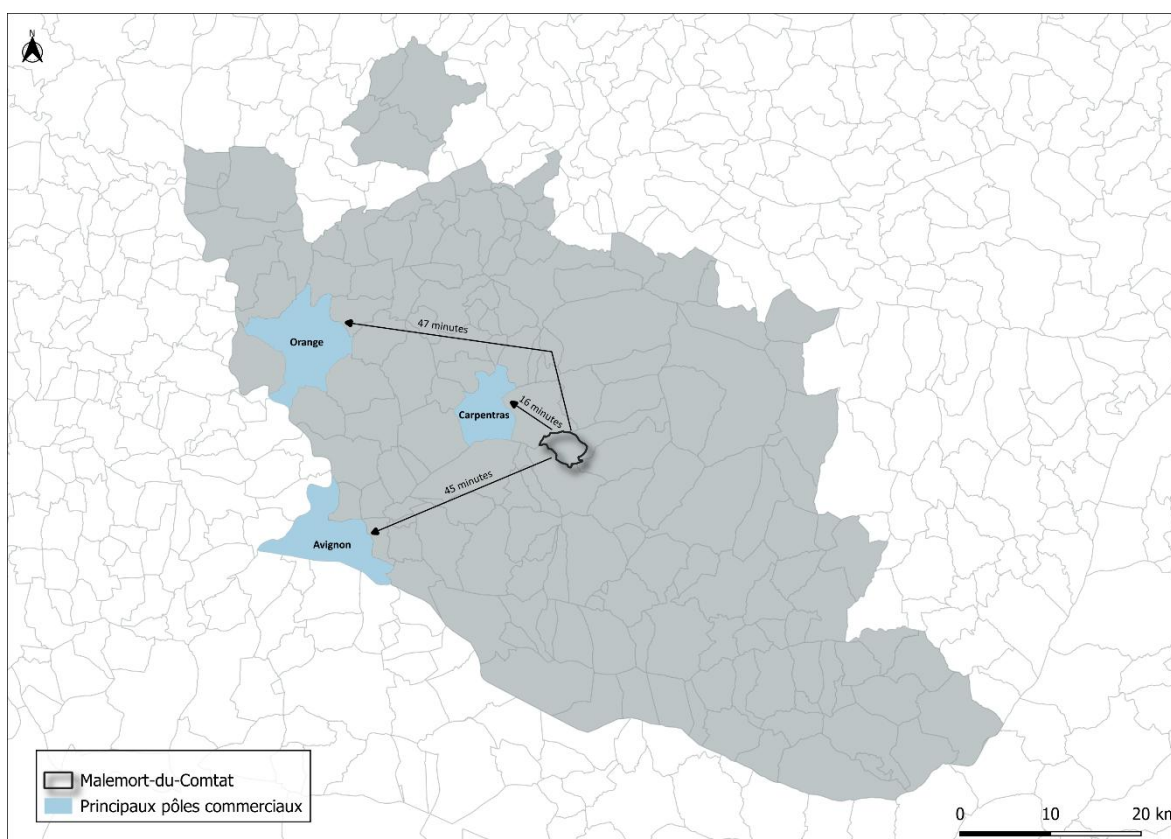 N
47 minutes
Orange
16 minutes
Carpentras
45 minutes
Avignon
Malemort-du-Comtat
Principaux pôles commerciaux
0 10 20 km